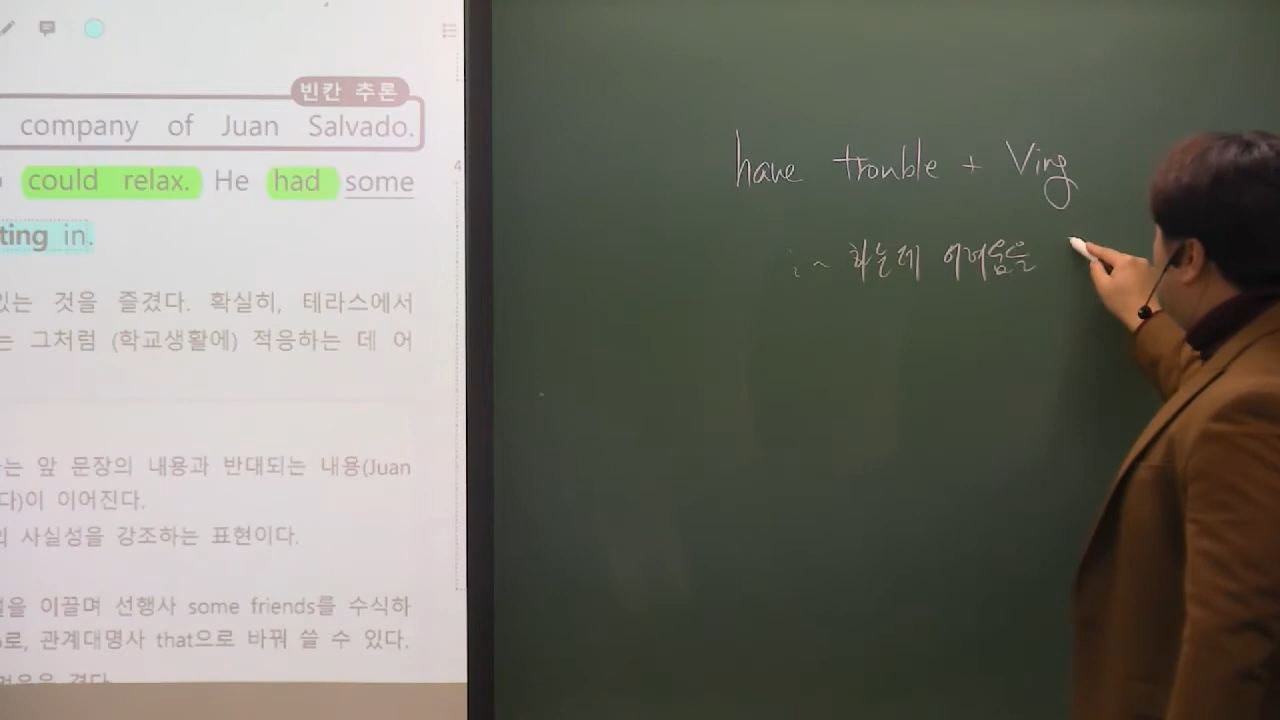 빈칸 추론
company of Juan Salvado.
could relax. He had some
ting in.
있는 것을 즐겼다. 확실히, 테라스에서
는 그처럼 (학교생활에) 적응하는 데 어
는 앞 문장의 내용과 반대되는 내용(Juan
다)이 이어진다.
의 사실성을 강조하는 표현이다.
절을 이끌며 선행사 some friends를 수식하
로, 관계대명사 that으로 바꿔 쓸 수 있다.
4
have trouble + Ving
: ~ 하는데 어려움을